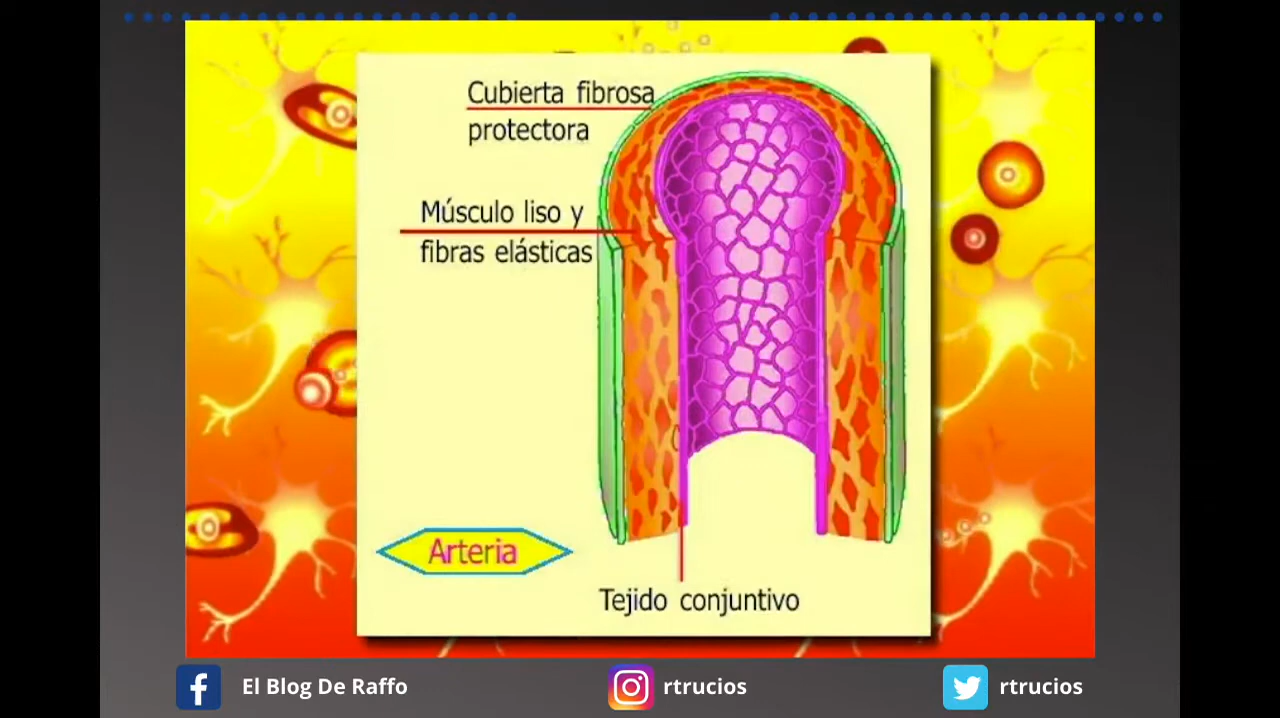 Cubierta fibrosa
protectora
Músculo liso y
fibras elásticas
Arteria
Tejido conjuntivo
El Blog De Raffo
rtrucios
rtrucios